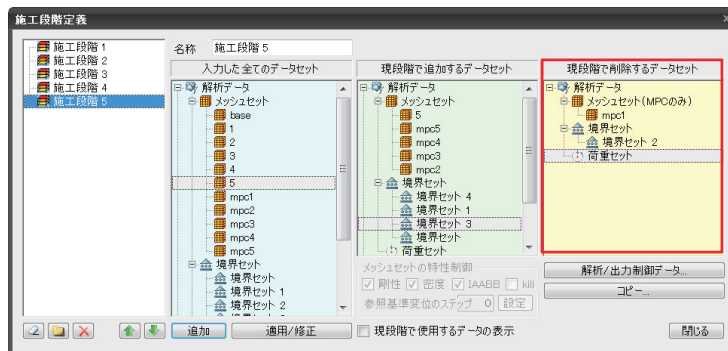 施工段階定義
施工段階 1
施工段階 2
施工段階 3
施工段階 4
施工段階 5
名称 施工段階 5
入力した全てのデータセット
解析データ
メッシュセット
base
1
2
3
4
5
mpc1
mpc2
mpc3
mpc4
mpc5
境界セット
境界セット
境界セット 1
境界セット 2
現段階で追加するデータセット
解析データ
メッシュセット
5
mpc5
mpc4
mpc3
mpc2
境界セット
境界セット 4
境界セット 1
境界セット 3
境界セット
荷重セット
現段階で削除するデータセット
解析データ
メッシュセット(MPCのみ)
mpc1
境界セット
境界セット 2
荷重セット
メッシュセットの特性制御
剛性 密度 IAABB kill
参照基準変位のステップ 0 設定
解析/出力制御データ...
コピー...
追加 適用/修正 現段階で使用するデータの表示 閉じる